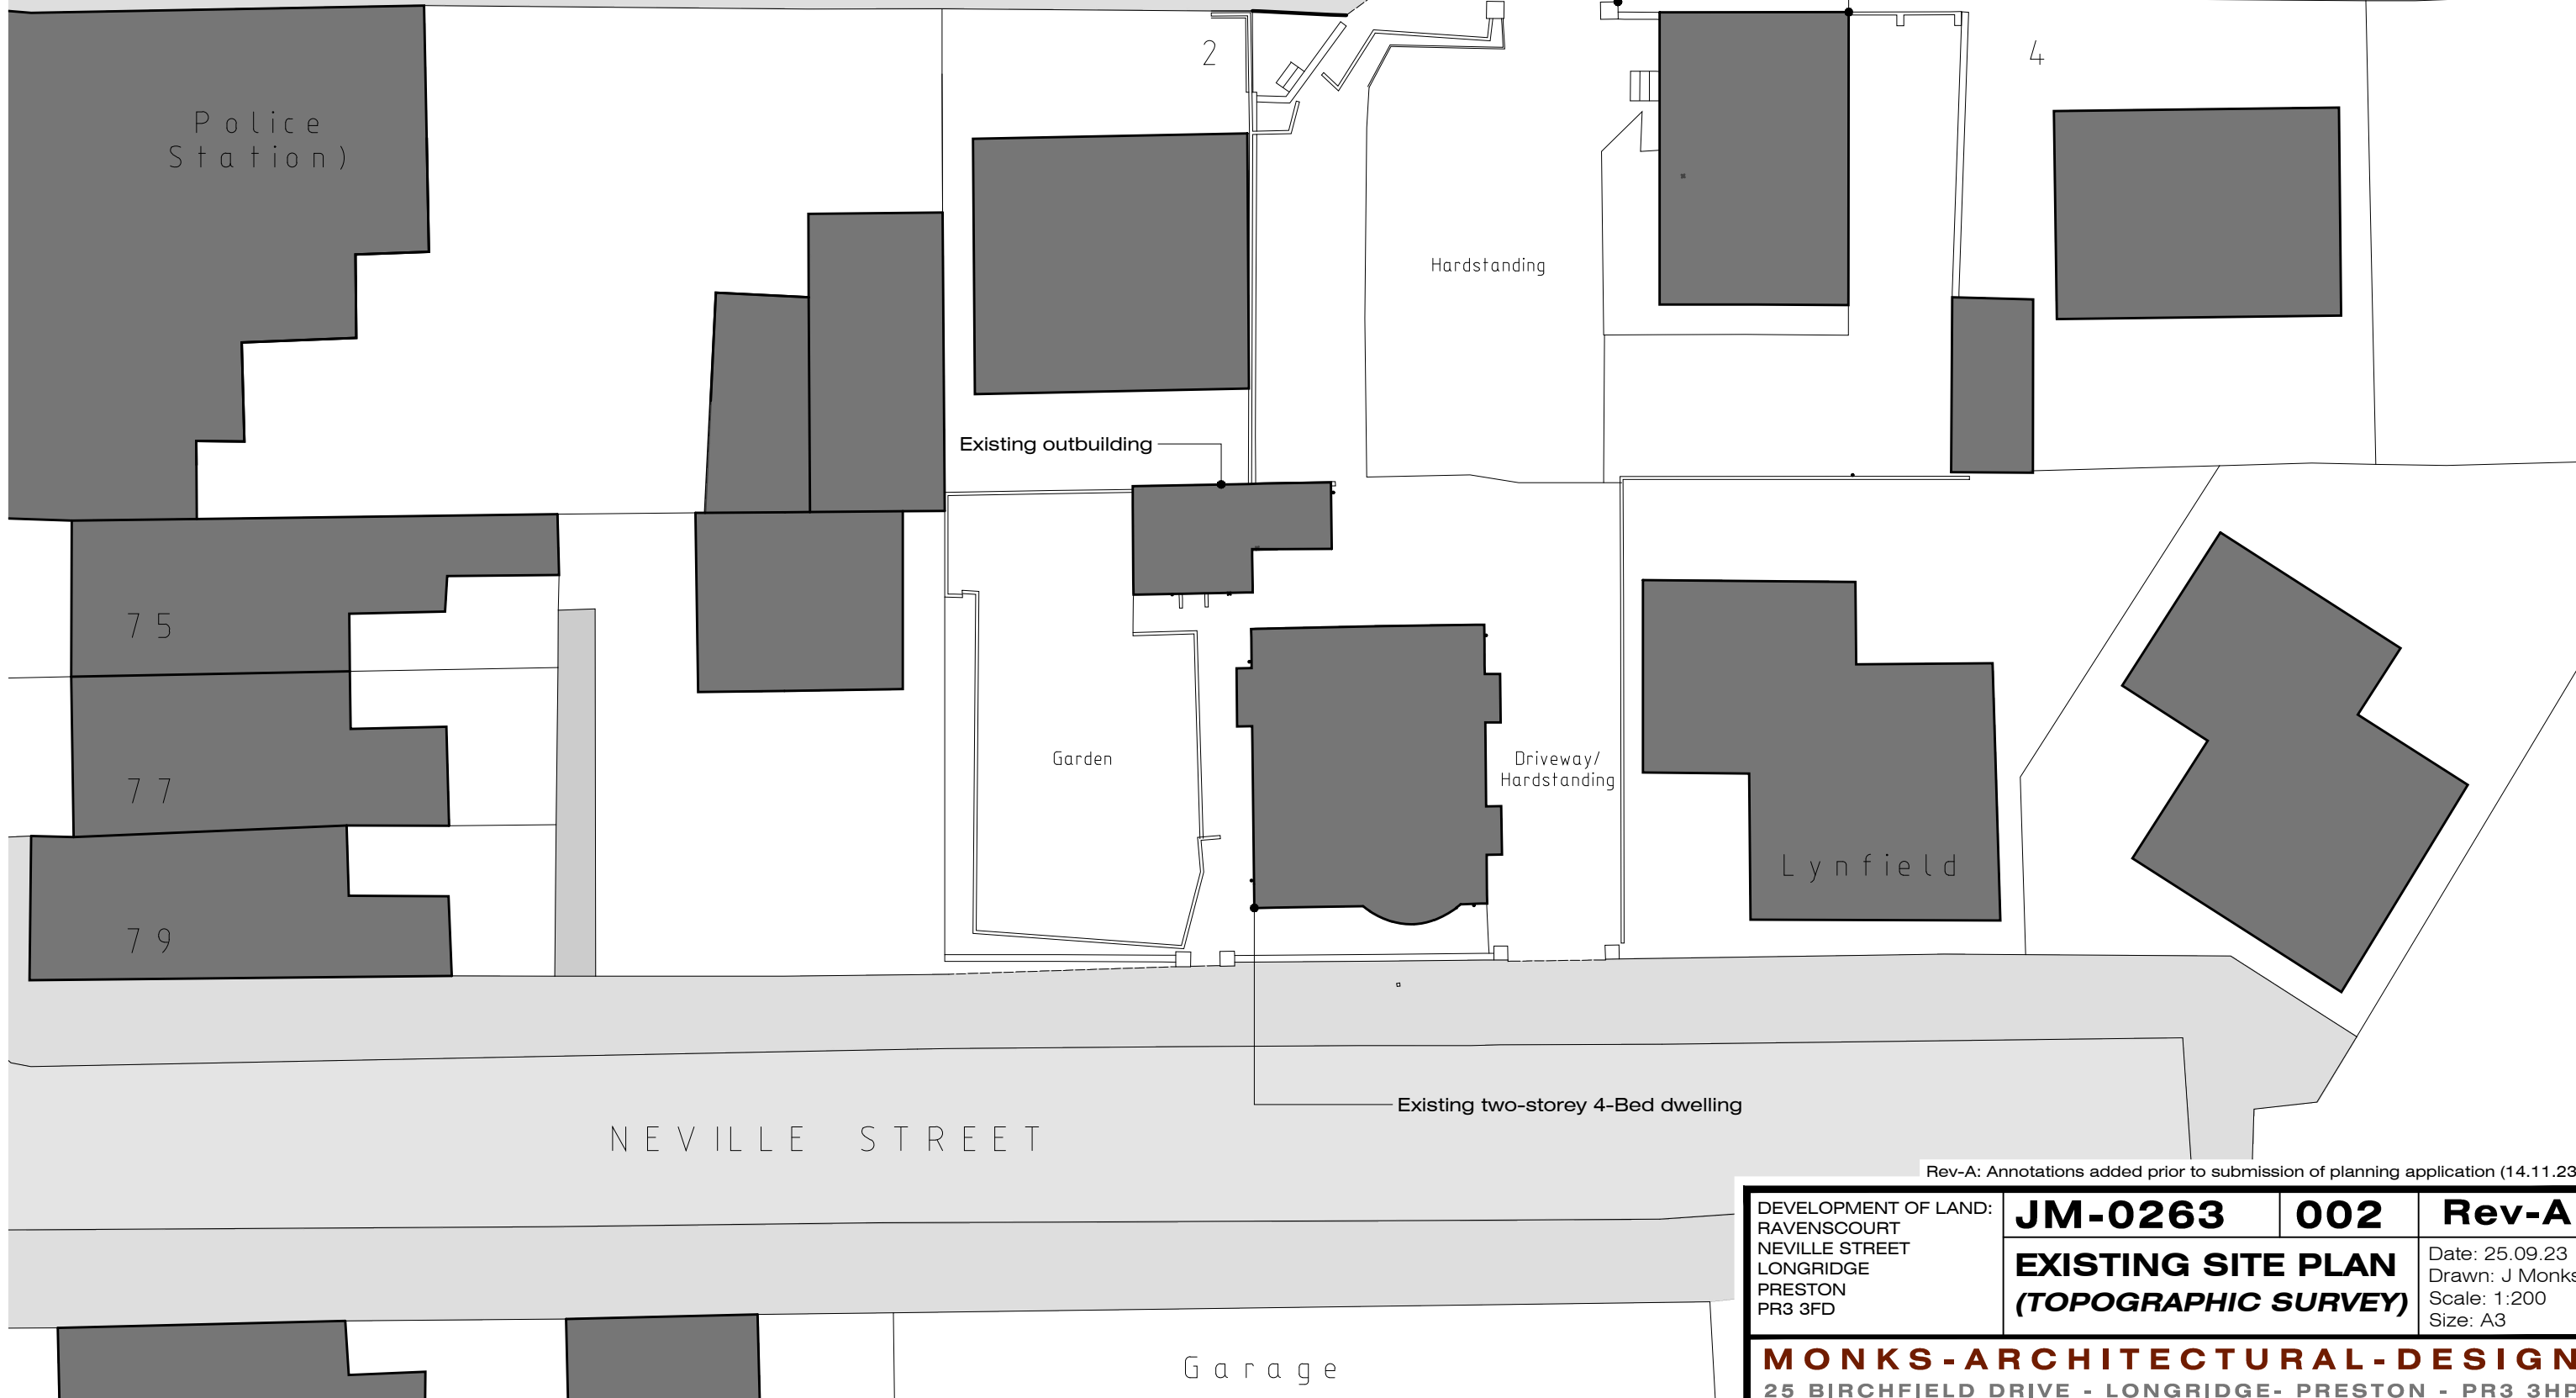 Police
Station)
2
4
Hardstanding
Existing outbuilding
75
77
79
Garden
Driveway/
Hardstanding
Lynfield
Existing two-storey 4-Bed dwelling
NEVILLE STREET
Rev-A: Annotations added prior to submission of planning application (14.11.23
DEVELOPMENT OF LAND:
RAVENSCOURT
NEVILLE STREET
LONGRIDGE
PRESTON
PR3 3FD
JM-0263
002
Rev-A
EXISTING SITE PLAN
(TOPOGRAPHIC SURVEY)
Date: 25.09.23
Drawn: J Monks
Scale: 1:200
Size: A3
MONKS-ARCHITECTURAL-DESIGN
25 BIRCHFIELD DRIVE - LONGRIDGE- PRESTON - PR3 3HP
Garage